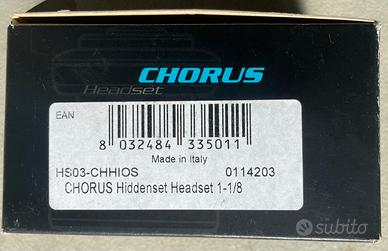 CHORUS
Headset
EAN
8 032484 335011
Made in Italy
HS03-CHHIOS 0114203
CHORUS Hiddenset Headset 1-1/8
subito